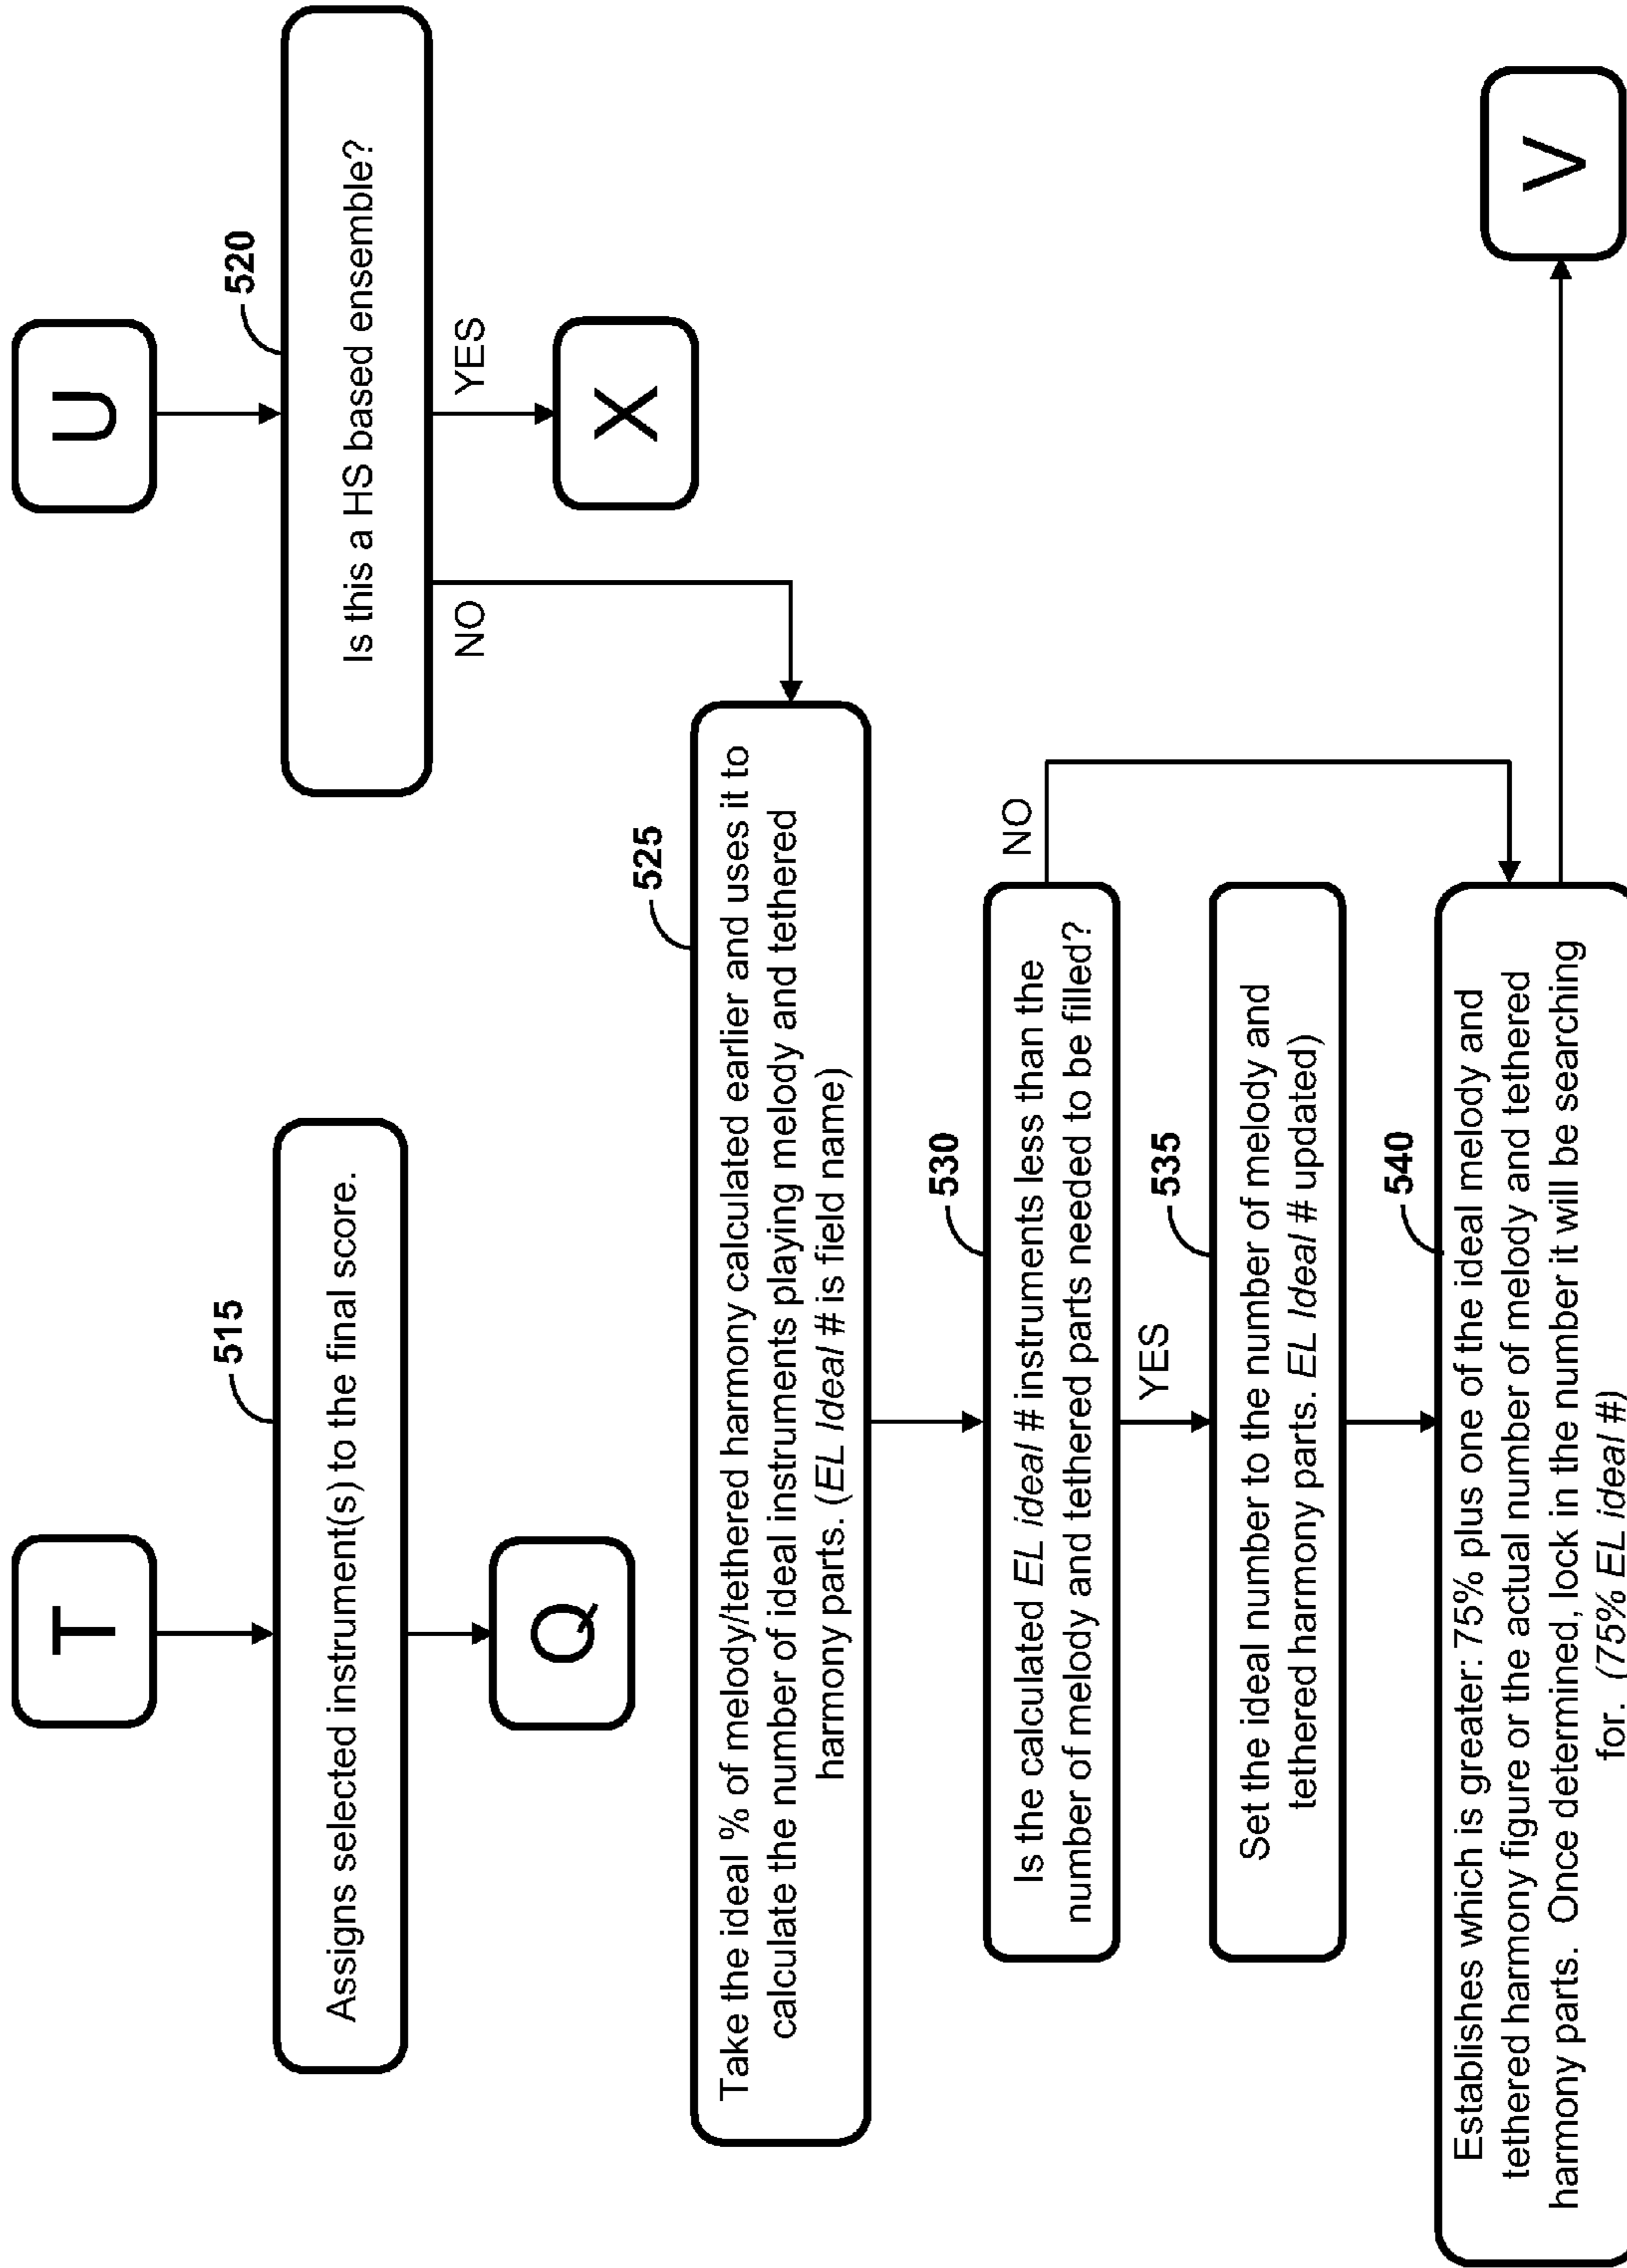 T
515
Assigns selected instrument(s) to the final score.
Q
U
520
Is this a HS based ensemble?
YES
NO
X
525
Take the ideal % of melody/tethered harmony calculated earlier and uses it to
calculate the number of ideal instruments playing melody and tethered
harmony parts. (EL Ideal # is field name)
530
Is the calculated EL ideal # instruments less than the
number of melody and tethered parts needed to be filled?
NO
YES
535
Set the ideal number to the number of melody and
tethered harmony parts. EL Ideal # updated)
540
Establishes which is greater: 75% plus one of the ideal melody and
tethered harmony figure or the actual number of melody and tethered
harmony parts. Once determined, lock in the number it will be searching
for. (75% EL ideal #)
V